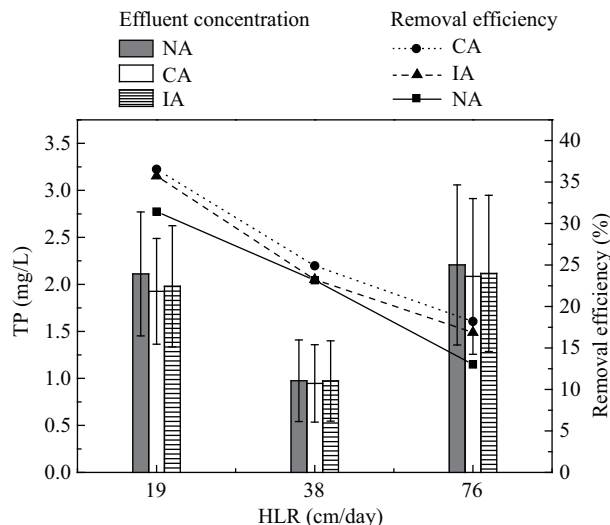 Effluent concentration Removal efficiency
NA CA
CA IA
IA NA
3.5 40
3.0 35
2.5 30
2.0 25
1.5 20
1.0 15
0.5 10
0.0 5
0
TP (mg/L)
Removal efficiency (%)
19 38 76
HLR (cm/day)